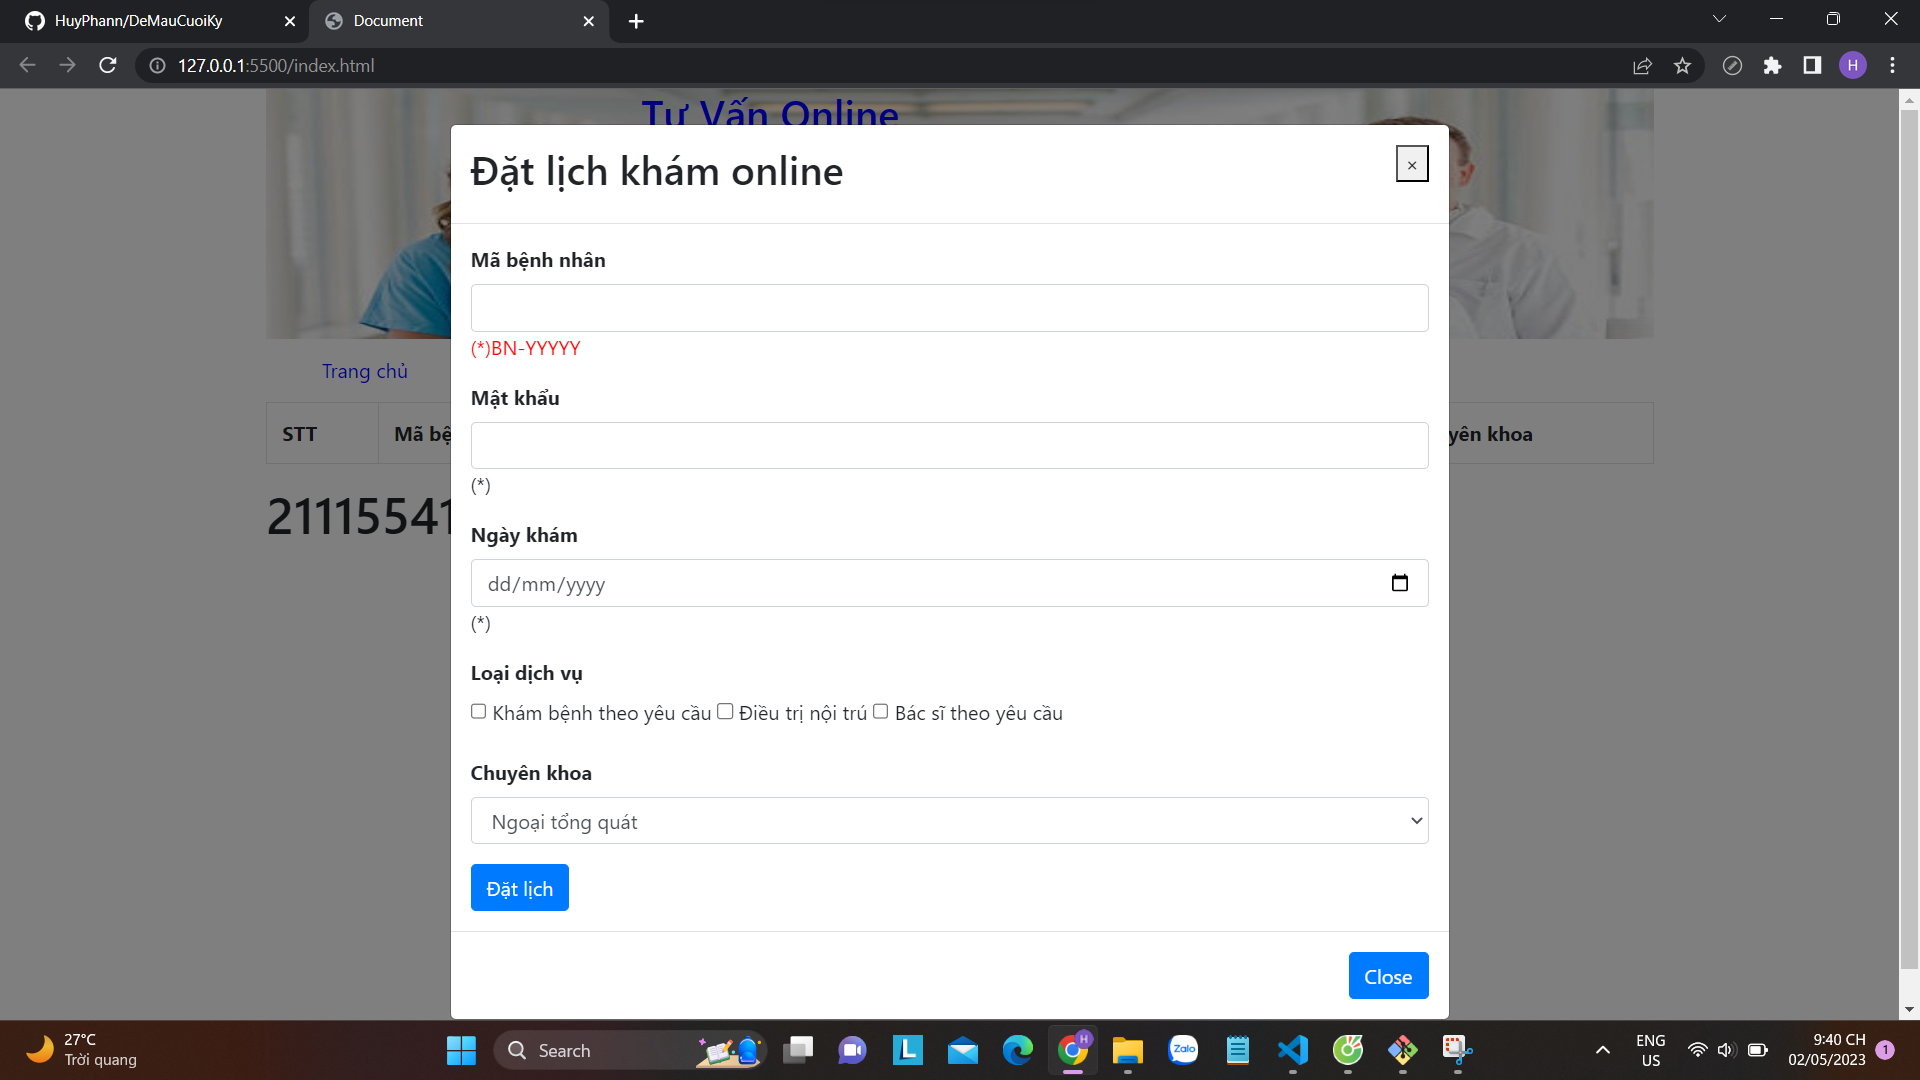 HuyPhann/DeMauCuoiKy
Document
127.0.0.1:5500/index.html
H
Tư Vấn Online
Đặt lịch khám online
×
Mã bệnh nhân
(*)BN-YYYYY
Trang chủ
Mật khẩu
STT
Mã bệ
yên khoa
(*)
2111554
Ngày khám
dd/mm/yyyy
(*)
Loại dịch vụ
Khám bệnh theo yêu cầu
Điều trị nội trú
Bác sĩ theo yêu cầu
Chuyên khoa
Ngoại tổng quát
Đặt lịch
Close
27°C
Trời quang
Search
L
H
Zalo
ENG
US
9:40 CH
02/05/2023
1